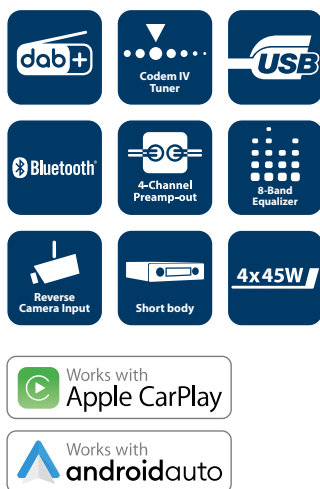 dab+
Codem IV
Tuner
USB
Bluetooth®
4-Channel
Preamp-out
8-Band
Equalizer
Reverse
Camera Input
Short body
4x45W
Works with
Apple CarPlay
Works with
androidauto